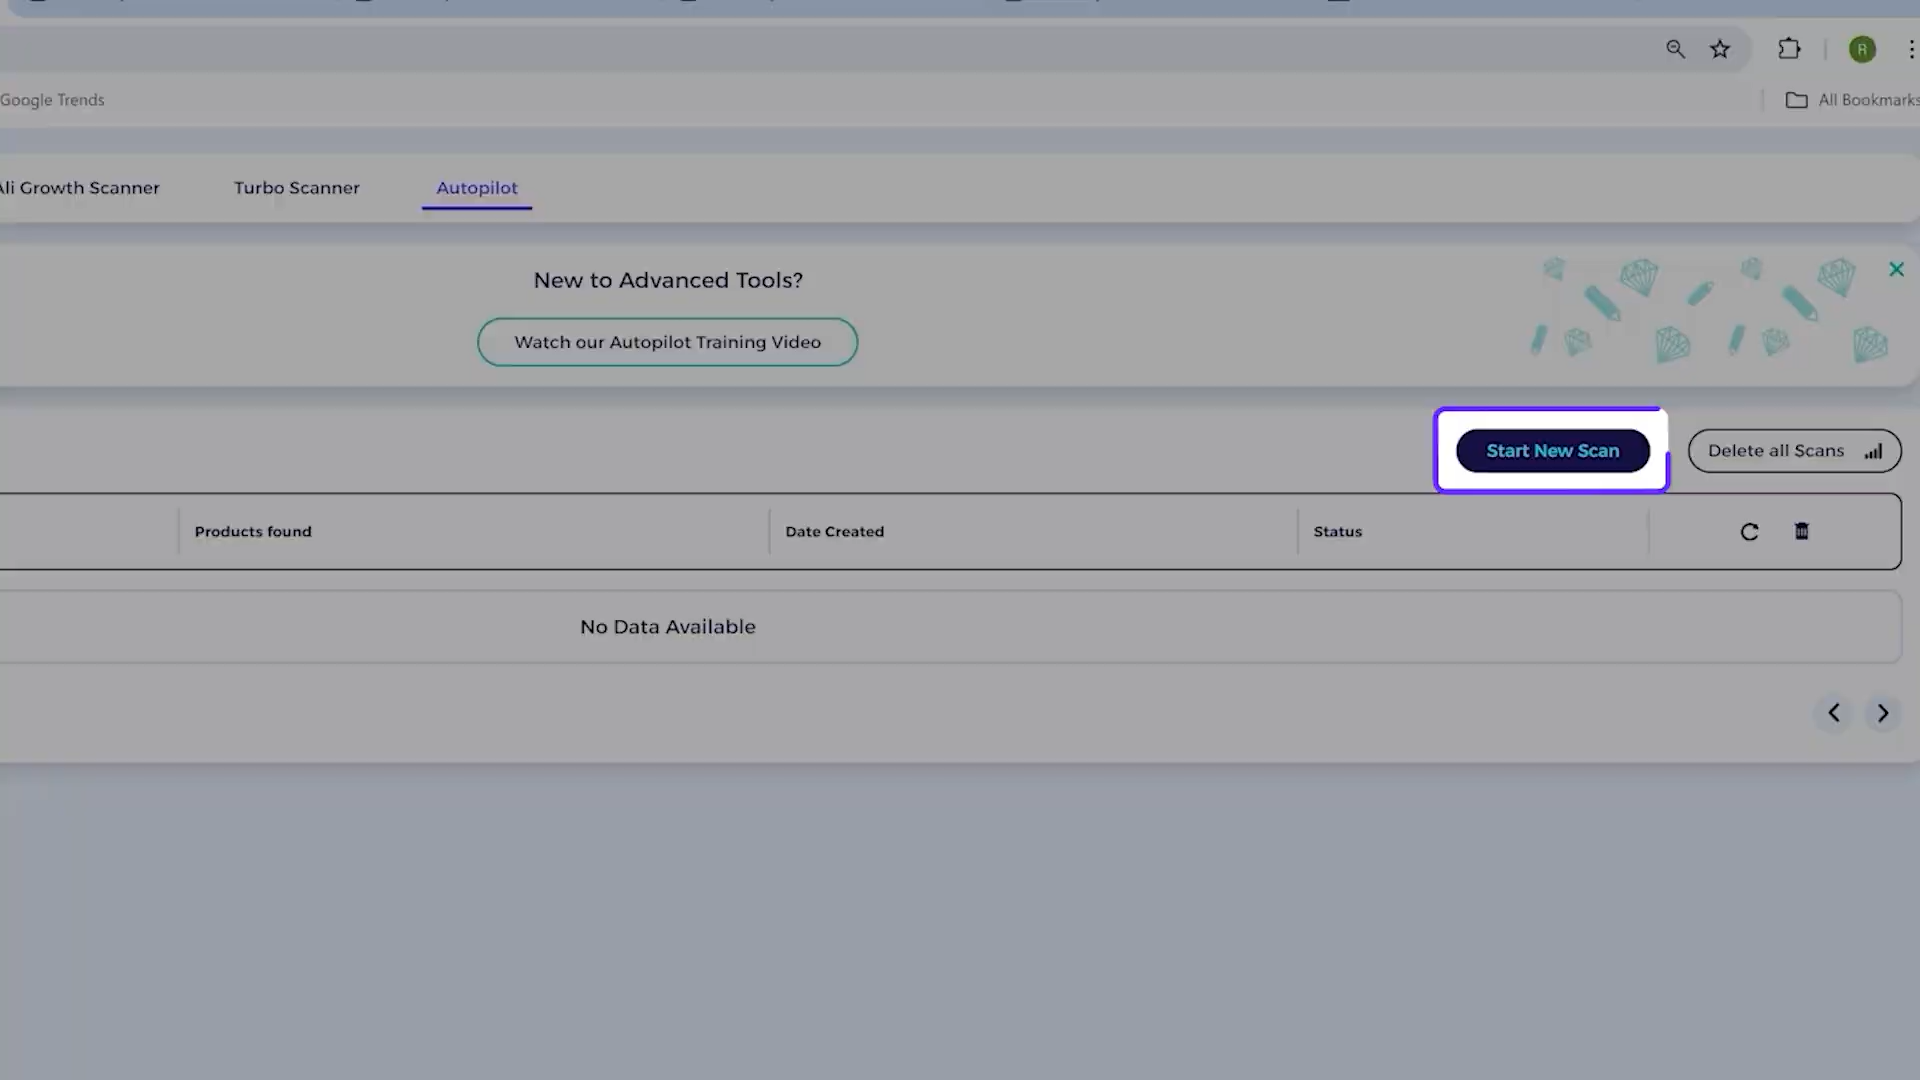 Google Trends
All Bookmarks
Ali Growth Scanner
Turbo Scanner
Autopilot
New to Advanced Tools?
Watch our Autopilot Training Video
Start New Scan
Delete all Scans
Products found
Date Created
Status
No Data Available
R